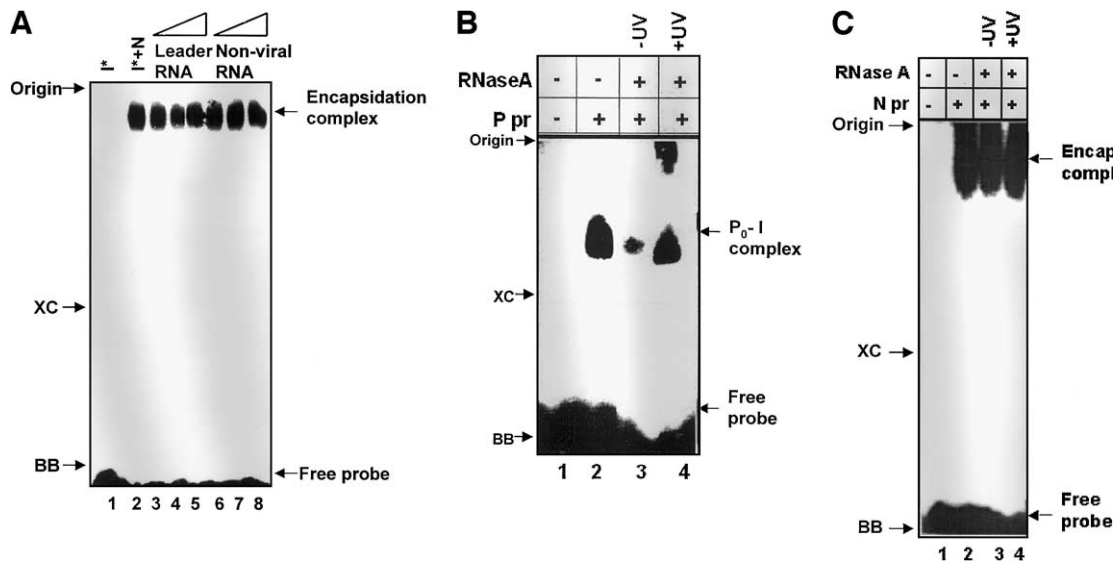 A
I*
I*+N
Leader Non-viral
RNA RNA
Origin
Encapsidation
complex
XC
BB
Free probe
1 2 3 4 5 6 7 8
B
-UV
+UV
RNaseA - - + +
P pr - + + +
Origin
P0- I
complex
XC
Free
probe
BB
1 2 3 4
C
-UV
+UV
RNase A - - + +
N pr - + + +
Origin
Encap
compl
XC
Free
probe
BB
1 2 3 4